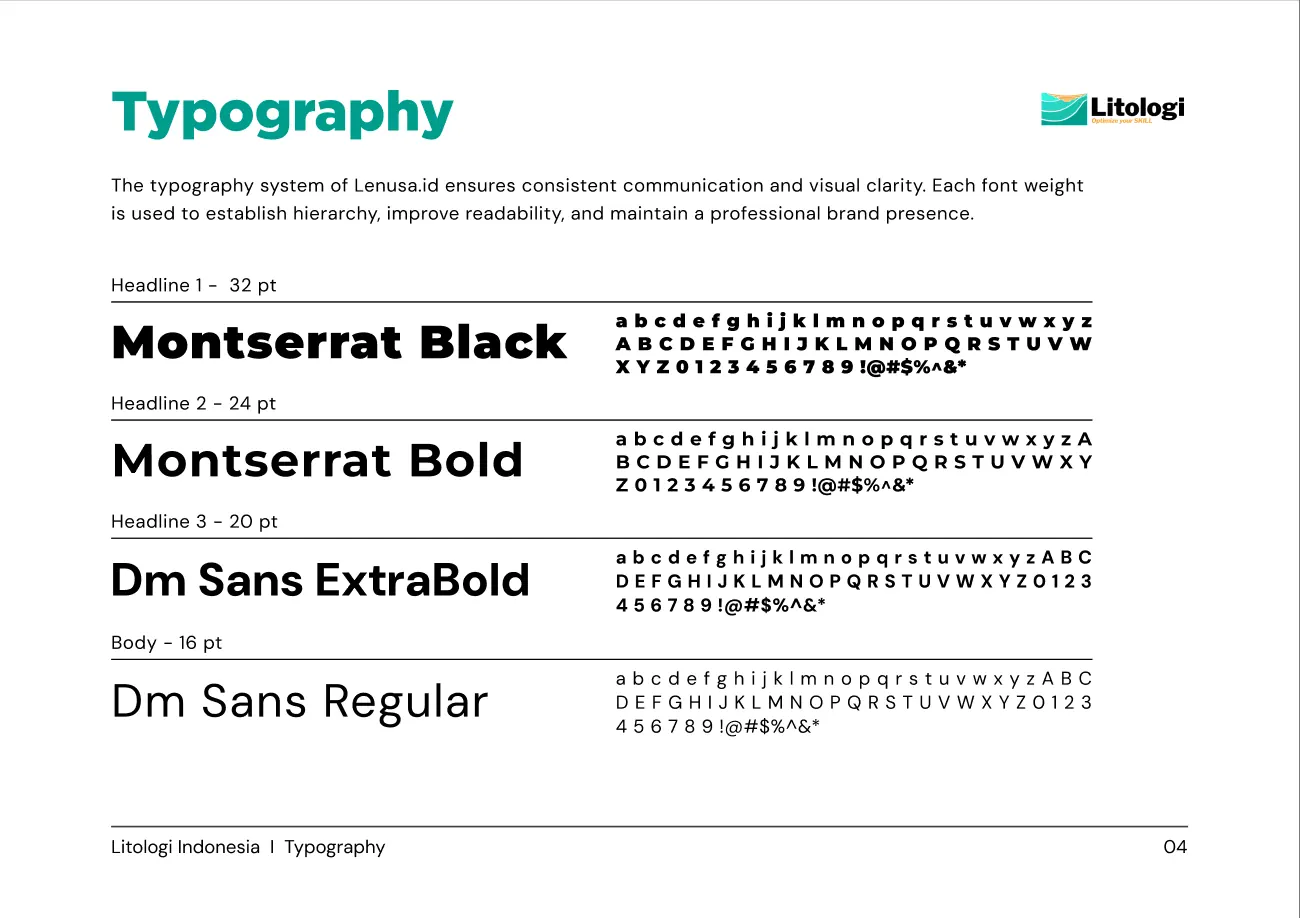 Typography
Litologi
Optimize your SKILL
The typography system of Lenusa.id ensures consistent communication and visual clarity. Each font weight
is used to establish hierarchy, improve readability, and maintain a professional brand presence.
Headline 1 -  32 pt
Montserrat Black
a b c d e f g h i j k l m n o p q r s t u v w x y z
A B C D E F G H I J K L M N O P Q R S T U V W
X Y Z 0 1 2 3 4 5 6 7 8 9 !@#$%^&*
Headline 2 - 24 pt
Montserrat Bold
a b c d e f g h i j k l m n o p q r s t u v w x y z A
B C D E F G H I J K L M N O P Q R S T U V W X Y
Z 0 1 2 3 4 5 6 7 8 9 !@#$%^&*
Headline 3 - 20 pt
Dm Sans ExtraBold
a b c d e f g h i j k l m n o p q r s t u v w x y z A B C
D E F G H I J K L M N O P Q R S T U V W X Y Z 0 1 2 3
4 5 6 7 8 9 !@#$%^&*
Body - 16 pt
Dm Sans Regular
a b c d e f g h i j k l m n o p q r s t u v w x y z A B C
D E F G H I J K L M N O P Q R S T U V W X Y Z 0 1 2 3
4 5 6 7 8 9 !@#$%^&*
Litologi Indonesia  I  Typography
04